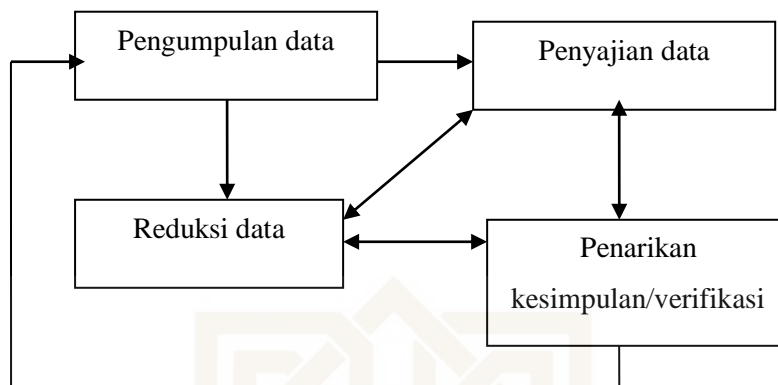 Pengumpulan data
Penyajian data
Reduksi data
Penarikan
kesimpulan/verifikasi